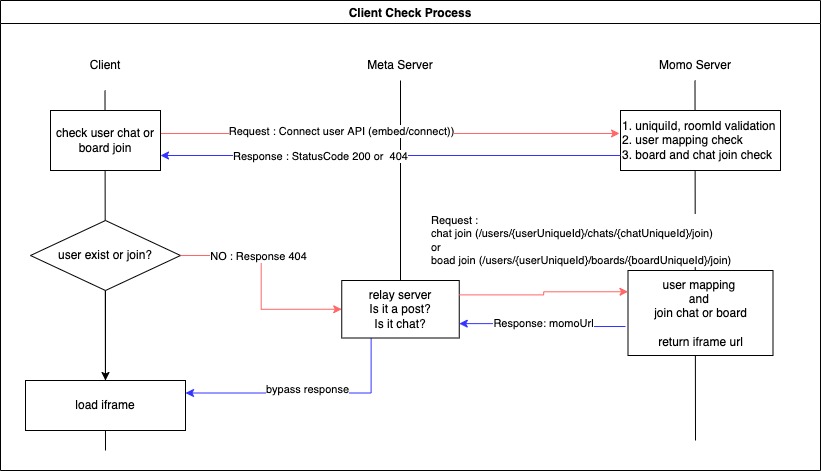 Client Check Process
Client
Meta Server
Momo Server
check user chat or
board join
Request : Connect user API (embed/connect))
Response : StatusCode 200 or 404
1. uniquiId, roomId validation
2. user mapping check
3. board and chat join check
user exist or join?
NO : Response 404
Request :
chat join (/users/{userUniqueId}/chats/{chatUniqueId}/join)
or
boad join (/users/{userUniqueId}/boards/{boardUniqueId}/join)
relay server
Is it a post?
Is it chat?
Response: momoUrl
user mapping
and
join chat or board
return iframe url
bypass response
load iframe